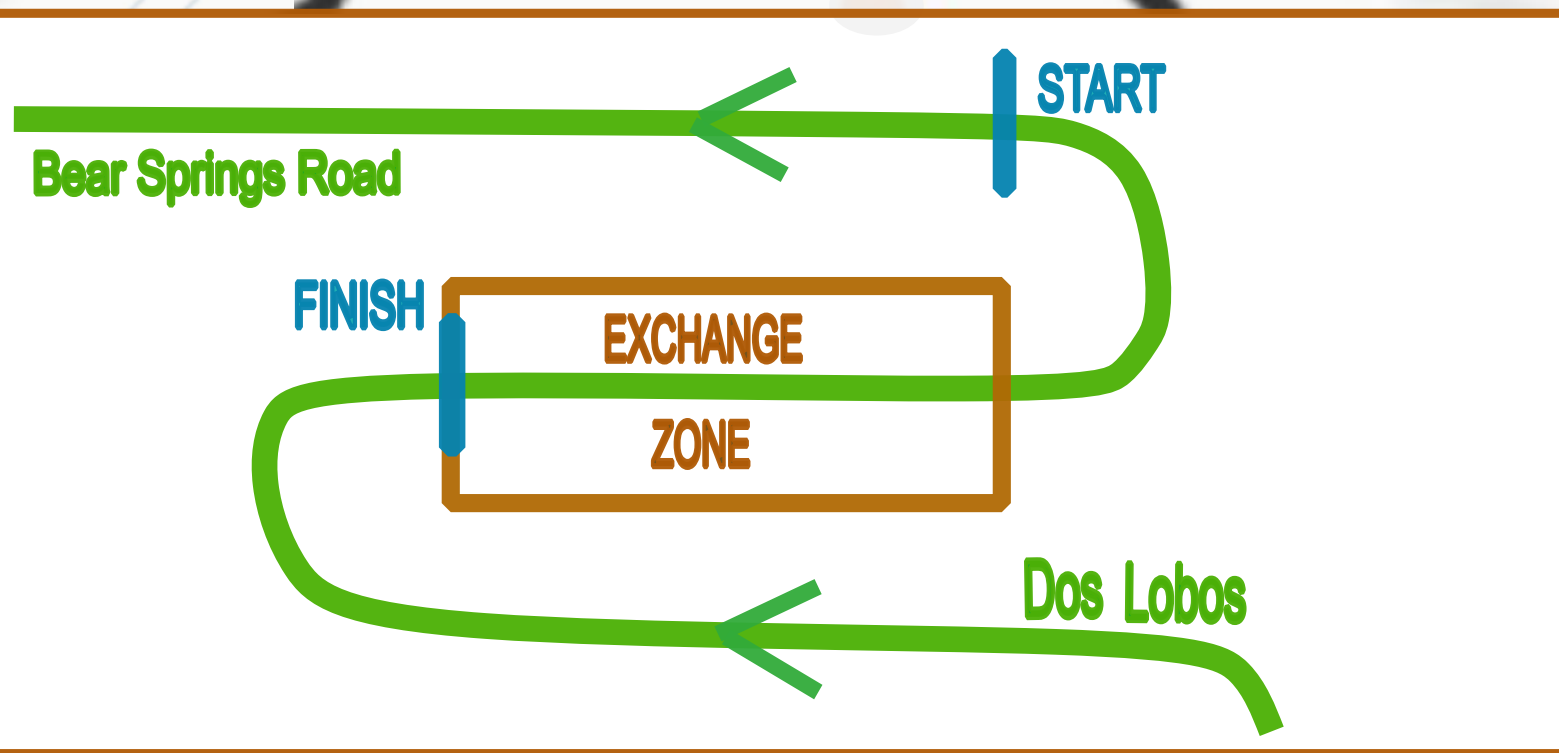 START
Bear Springs Road
FINISH
EXCHANGE
ZONE
Dos Lobos